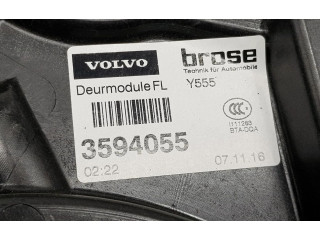 VOLVO
brose
Technik für Automobile
Deurmodule FL
Y555
3594055
02:22
07.11.16